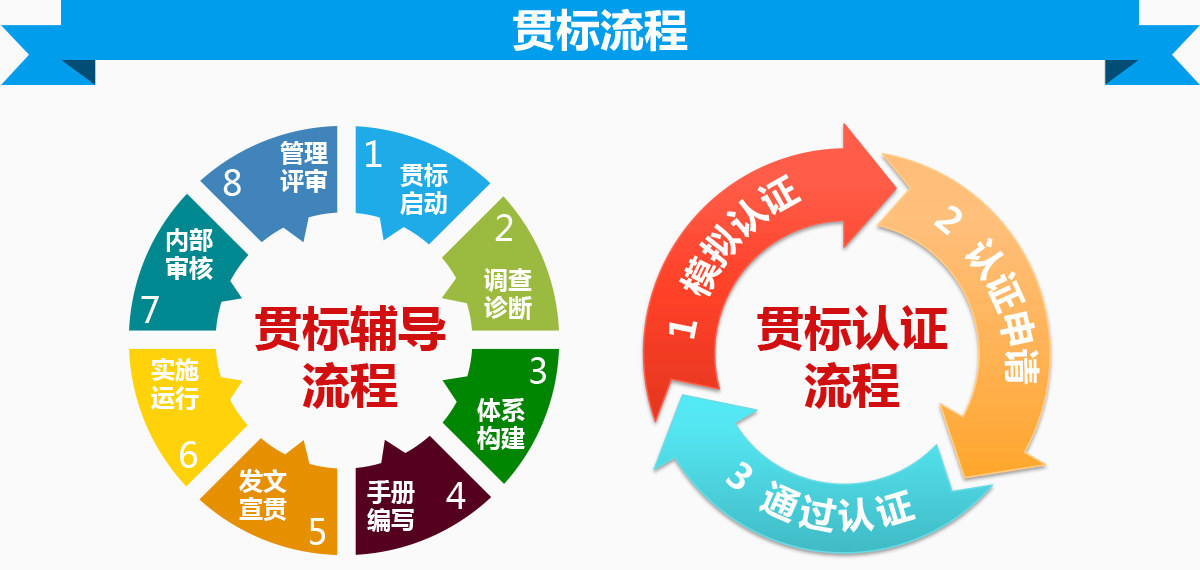 贯标流程
贯标辅导
流程
1
贯标
启动
2
调查
诊断
3
体系
构建
4
手册
编写
5
发文
宣贯
6
实施
运行
7
内部
审核
8
管理
评审
贯标认证
流程
1 模拟认证
2 认证申请
3 通过认证